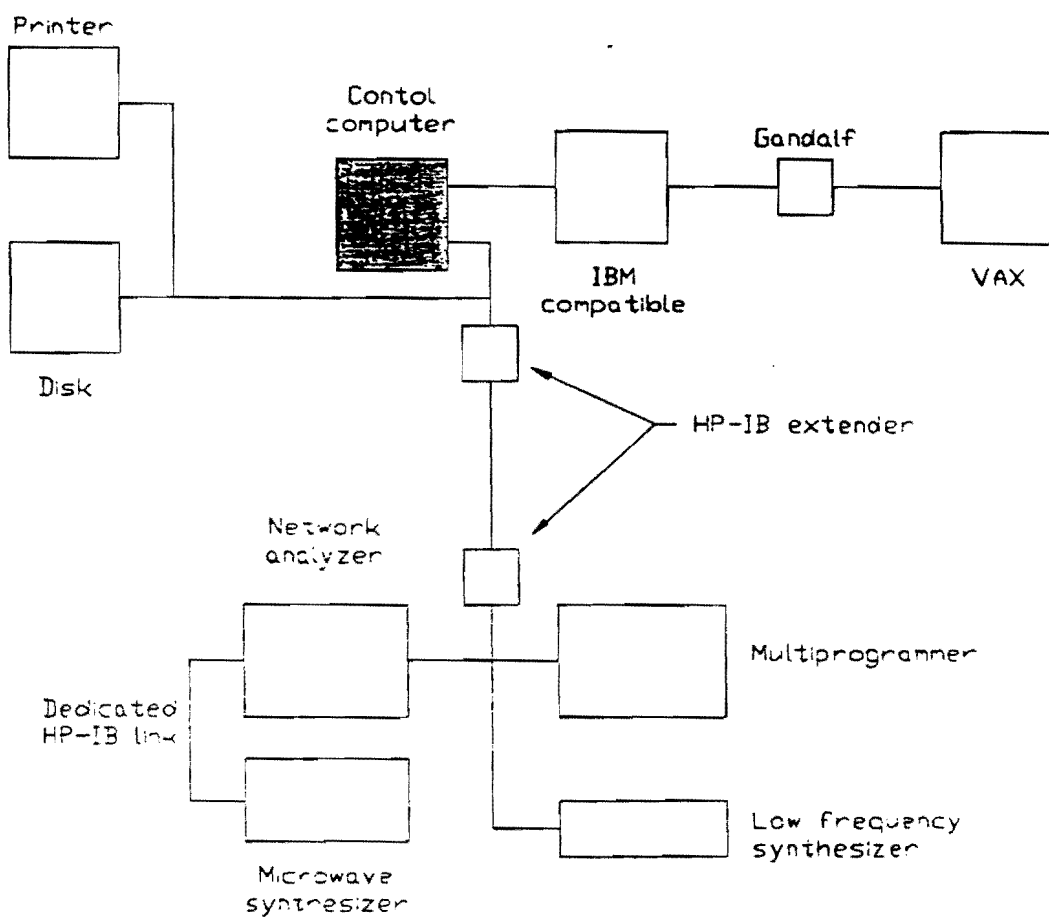 Printer
Contol
computer
Gandalf
IBM
compatible
VAX
Disk
HP-IB extender
Network
analyzer
Multiprogrammer
Dedicated
HP-IB link
Low frequency
synthesizer
Microwave
synthesizer